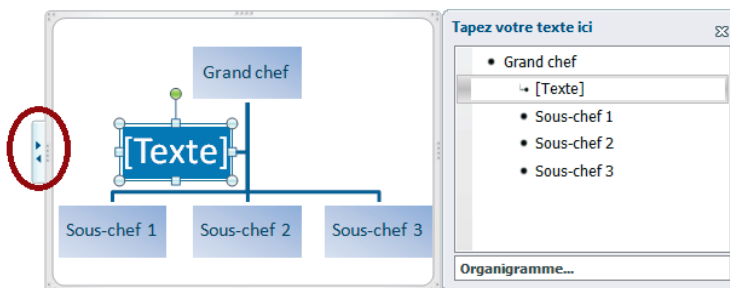 Grand chef
[Texte]
Sous-chef 1
Sous-chef 2
Sous-chef 3
Tapez votre texte ici
Grand chef
[Texte]
Sous-chef 1
Sous-chef 2
Sous-chef 3
Organigramme...